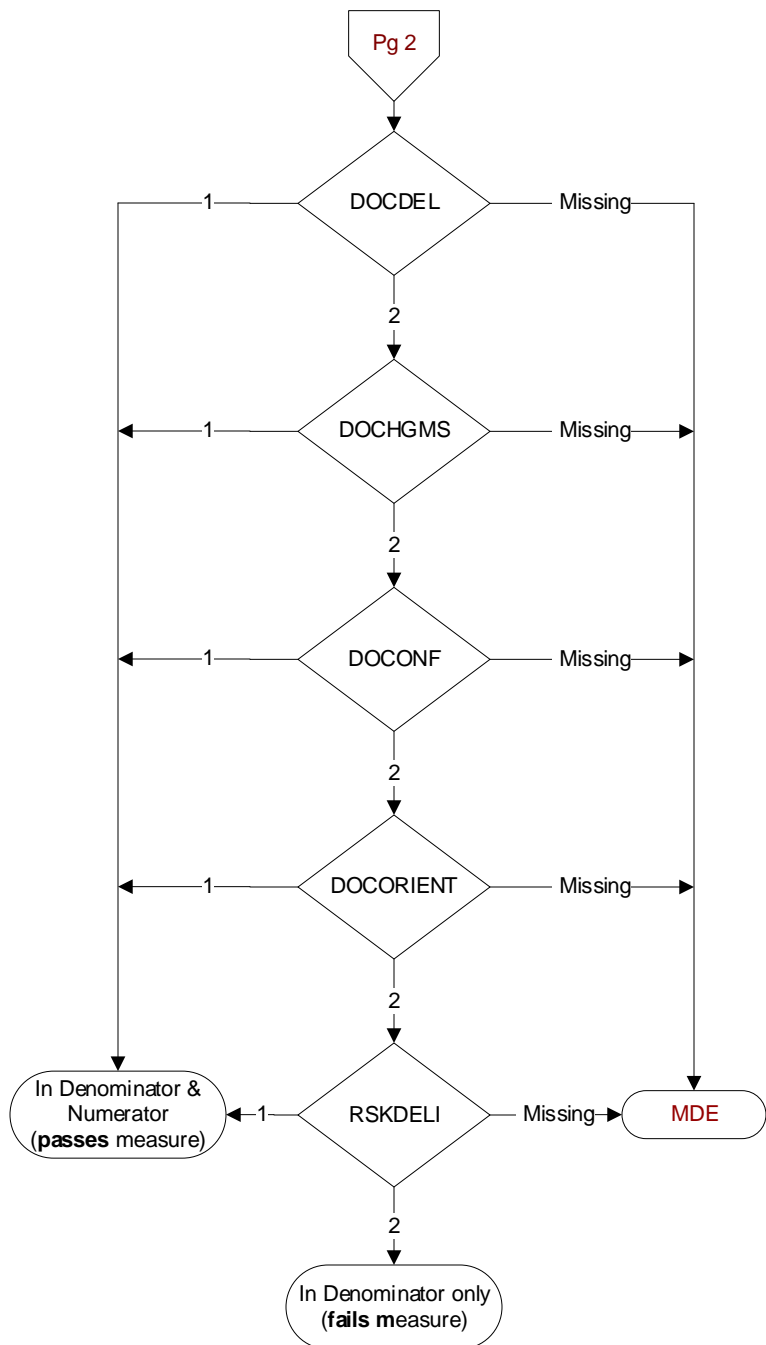 Pg 2
DOCDEL
1
Missing
2
DOCHGMS
1
Missing
2
DOCONF
1
Missing
2
DOCORIENT
1
Missing
2
In Denominator &
Numerator
(passes measure)
1
RSKDELI
Missing
MDE
2
In Denominator only
(fails measure)